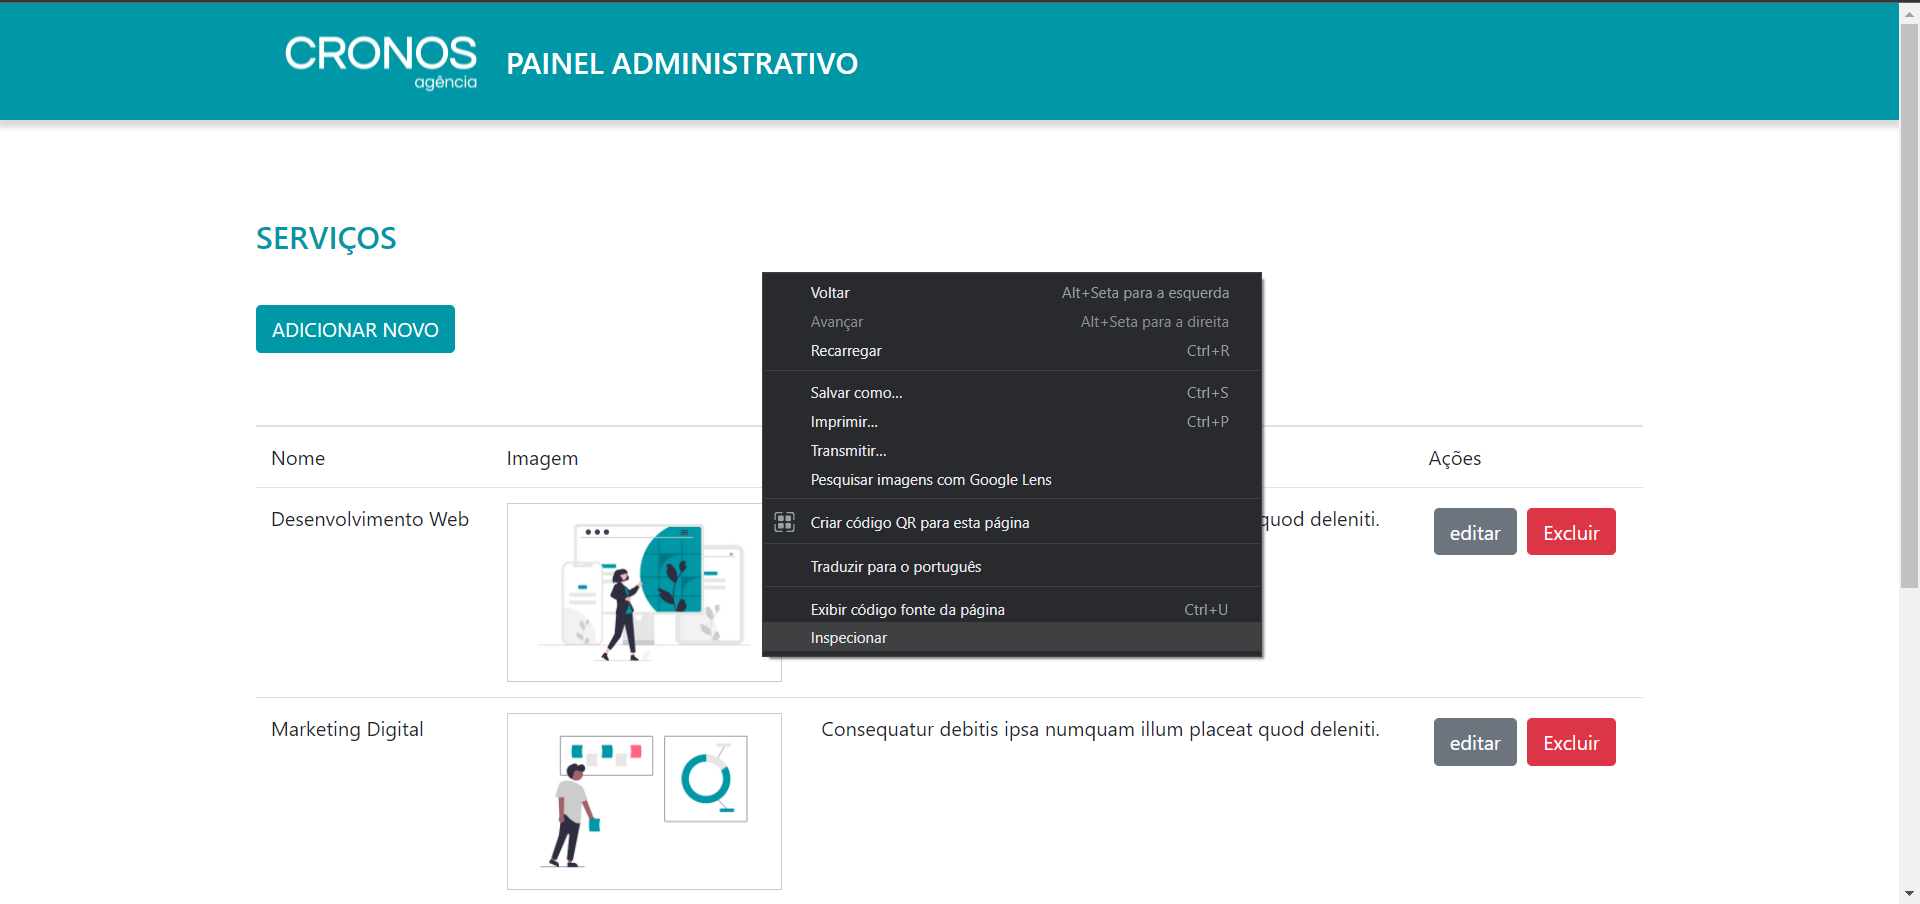 CRONOS
agência
PAINEL ADMINISTRATIVO
SERVIÇOS
ADICIONAR NOVO
Voltar Alt+Seta para a esquerda
Avançar Alt+Seta para a direita
Recarregar Ctrl+R
Salvar como... Ctrl+S
Imprimir... Ctrl+P
Transmitir...
Pesquisar imagens com Google Lens
Criar código QR para esta página
Traduzir para o português
Exibir código fonte da página Ctrl+U
Inspecionar
Nome Imagem Ações
Desenvolvimento Web quod deleniti. editar Excluir
Marketing Digital Consequatur debitis ipsa numquam illum placeat quod deleniti. editar Excluir